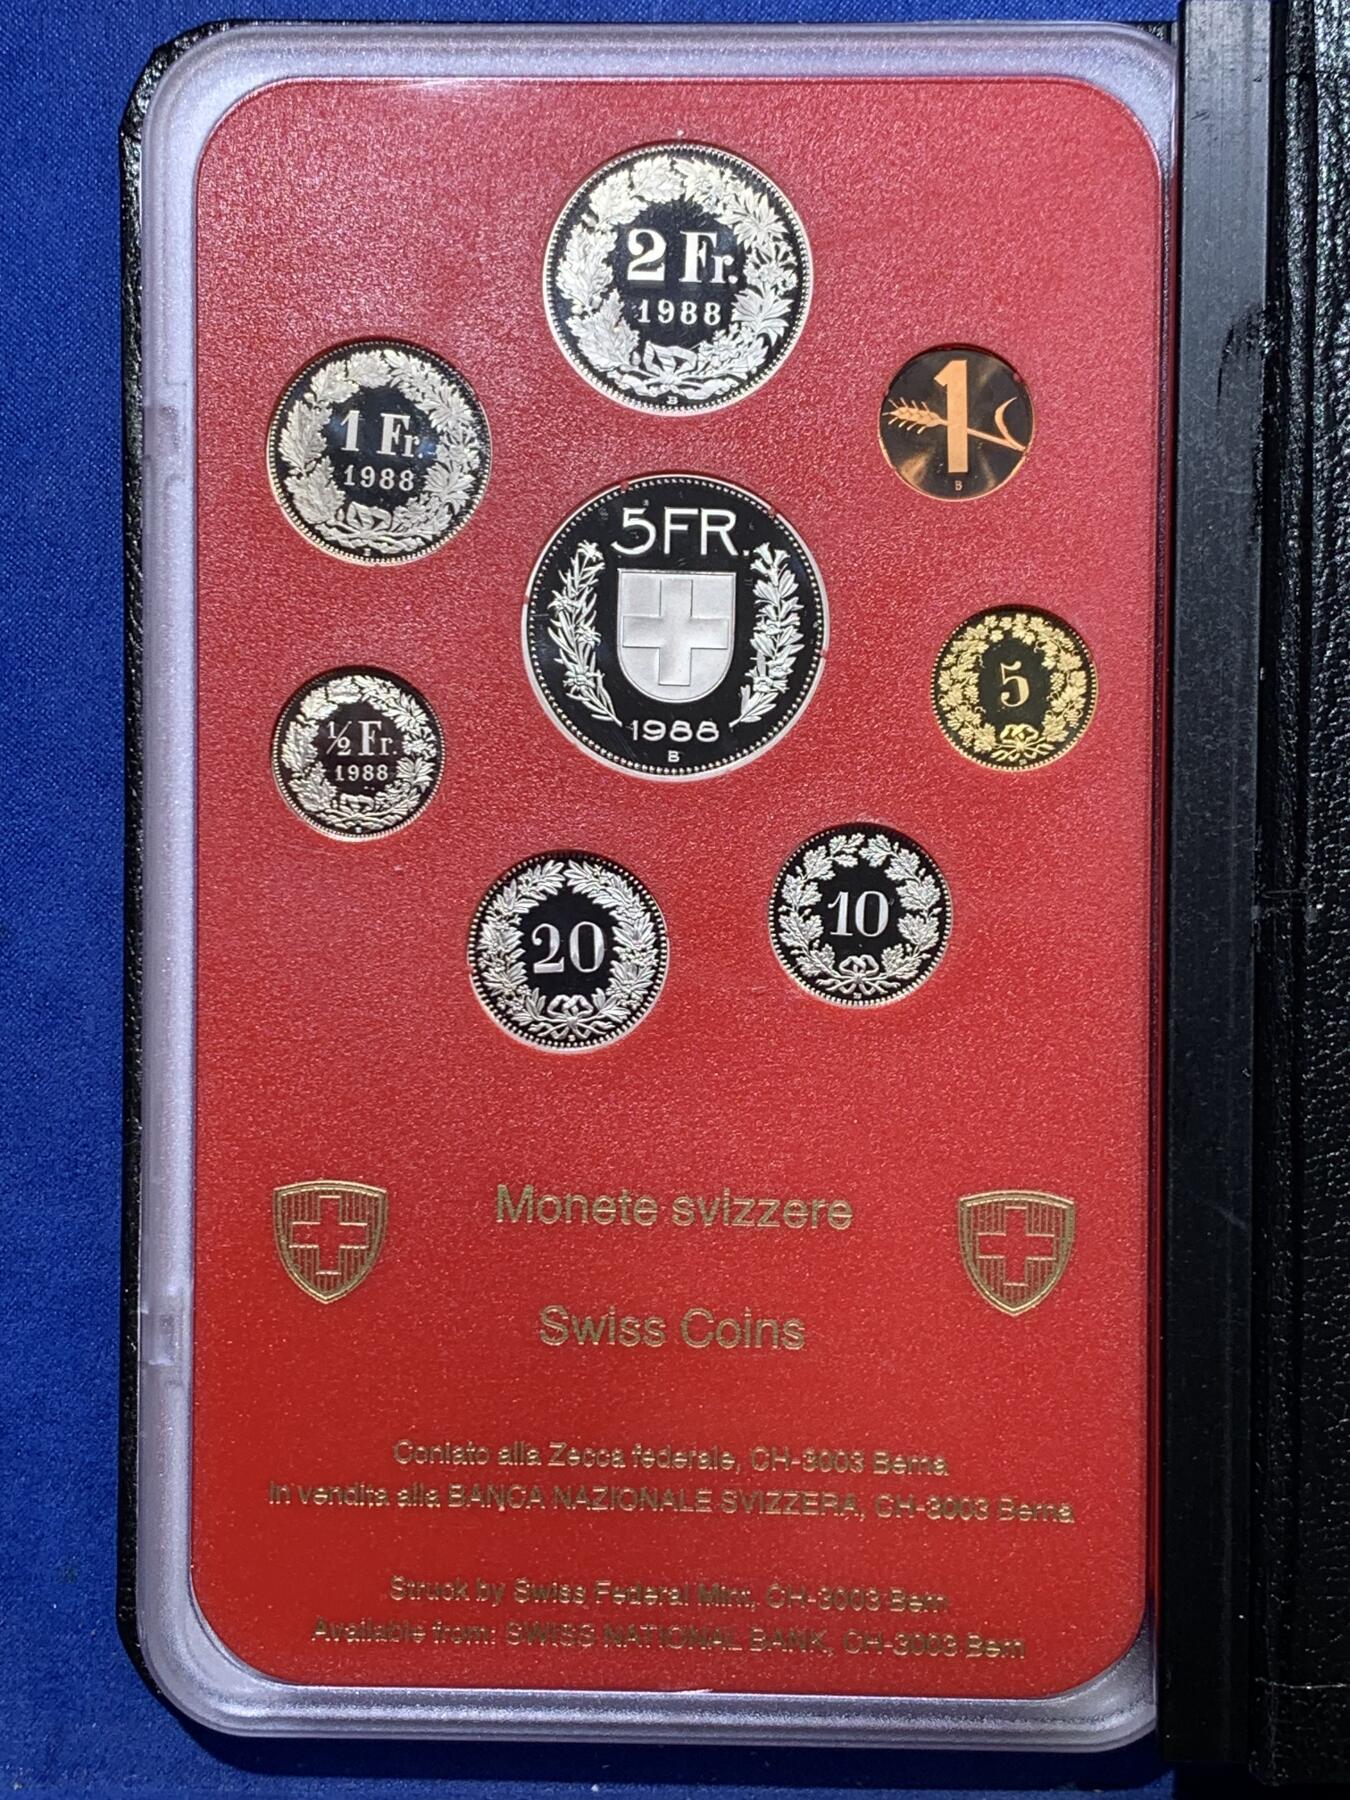 2 Fr.
1988
B
1 Fr.
1988
1
B
5 FR.
1988
B
5
½ Fr.
1988
10
B
20
Monete svizzere
Swiss Coins
Coniato alla Zecca federale, CH-3003 Berna
In vendita alla BANCA NAZIONALE SVIZZERA, CH-3003 Berna
Struck by Swiss Federal Mint, CH-3003 Bern
Available from: SWISS NATIONAL BANK, CH-3003 Bern